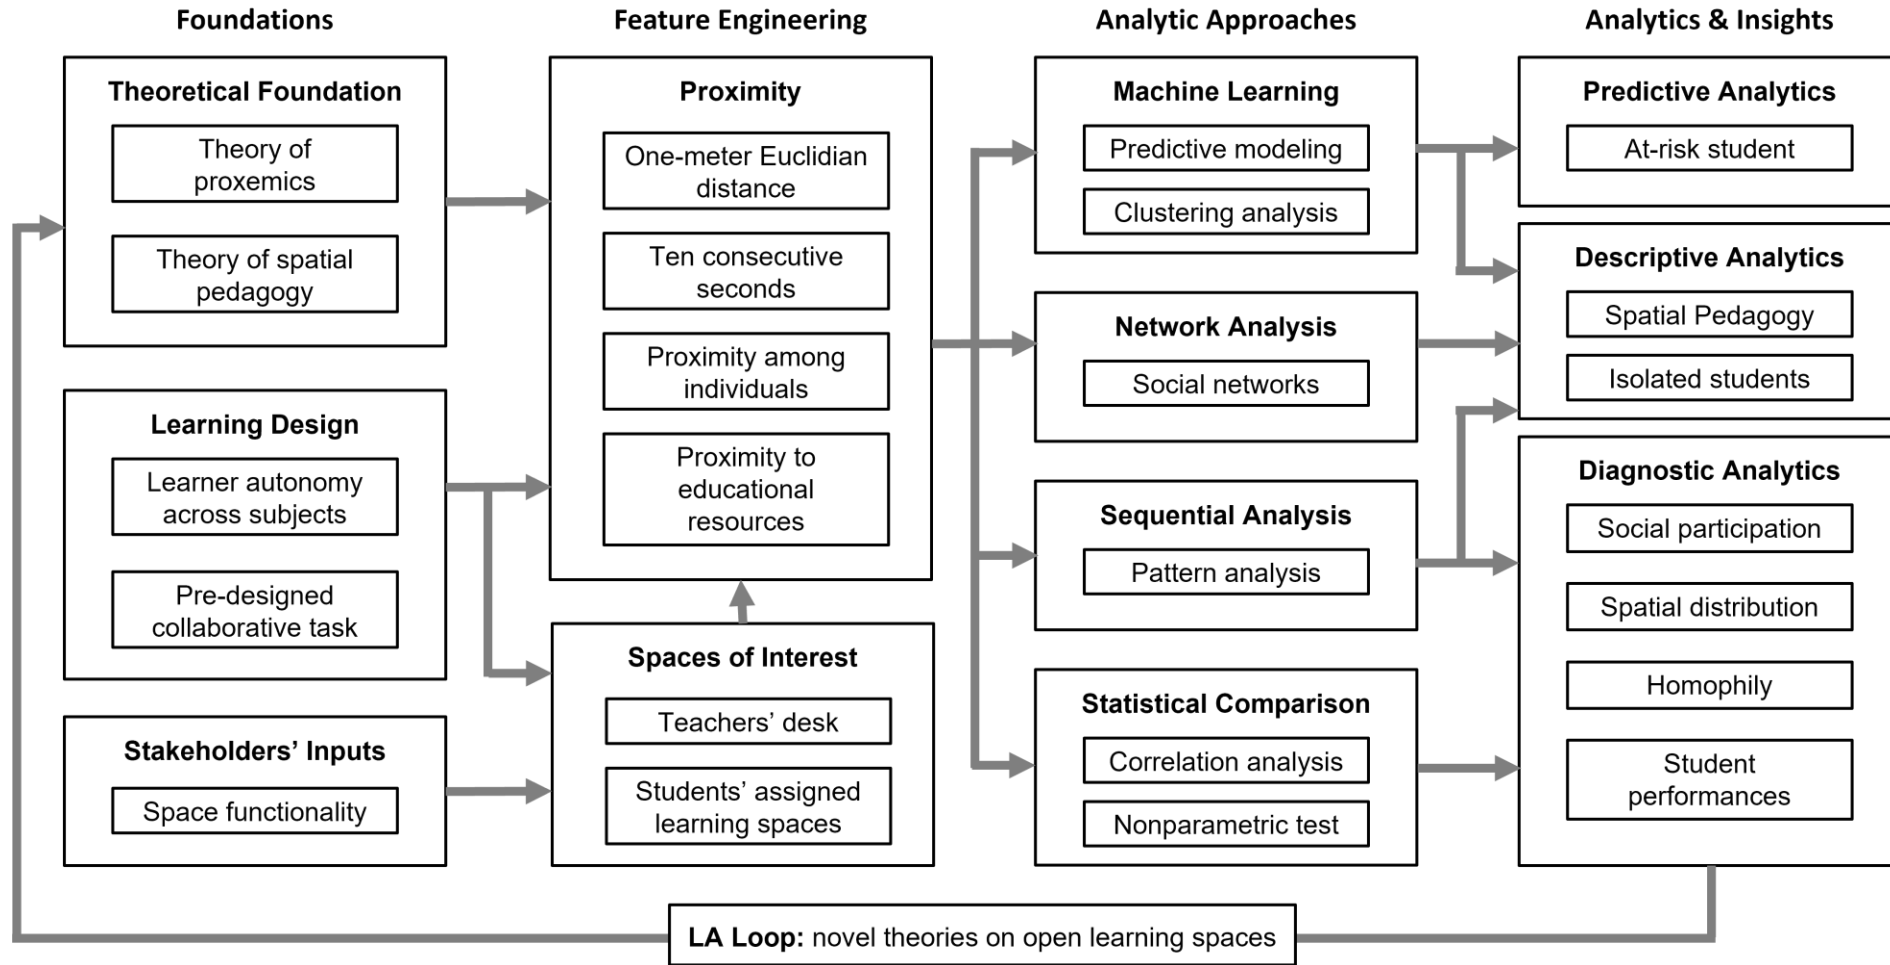 Foundations
Theoretical Foundation
Theory of
proxemics
Theory of spatial
pedagogy
Learning Design
Learner autonomy
across subjects
Pre-designed
collaborative task
Stakeholders’ Inputs
Space functionality
Feature Engineering
Proximity
One-meter Euclidian
distance
Ten consecutive
seconds
Proximity among
individuals
Proximity to
educational
resources
Spaces of Interest
Teachers’ desk
Students’ assigned
learning spaces
Analytic Approaches
Machine Learning
Predictive modeling
Clustering analysis
Network Analysis
Social networks
Sequential Analysis
Pattern analysis
Statistical Comparison
Correlation analysis
Nonparametric test
Analytics & Insights
Predictive Analytics
At-risk student
Descriptive Analytics
Spatial Pedagogy
Isolated students
Diagnostic Analytics
Social participation
Spatial distribution
Homophily
Student
performances
LA Loop: novel theories on open learning spaces